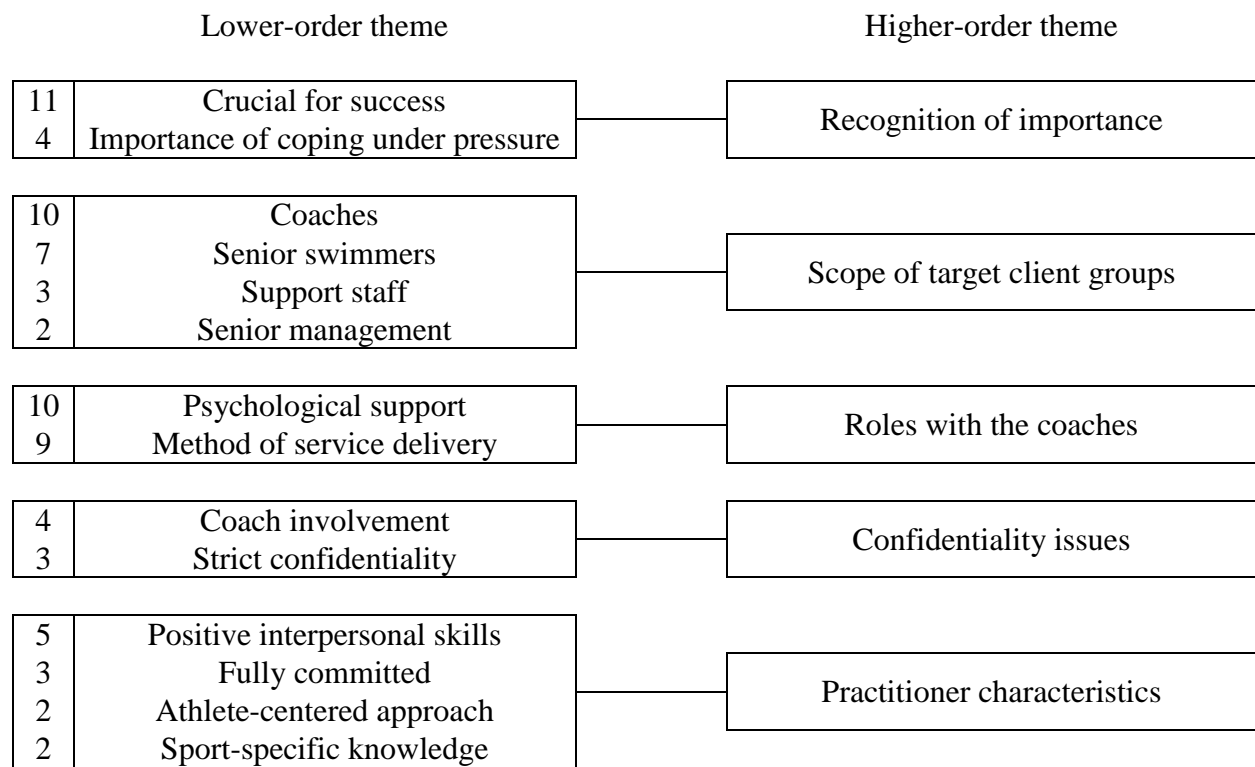 Lower-order theme Higher-order theme
11 Crucial for success
4 Importance of coping under pressure
Recognition of importance
10 Coaches
7 Senior swimmers
3 Support staff
2 Senior management
Scope of target client groups
10 Psychological support
9 Method of service delivery
Roles with the coaches
4 Coach involvement
3 Strict confidentiality
Confidentiality issues
5 Positive interpersonal skills
3 Fully committed
2 Athlete-centered approach
2 Sport-specific knowledge
Practitioner characteristics